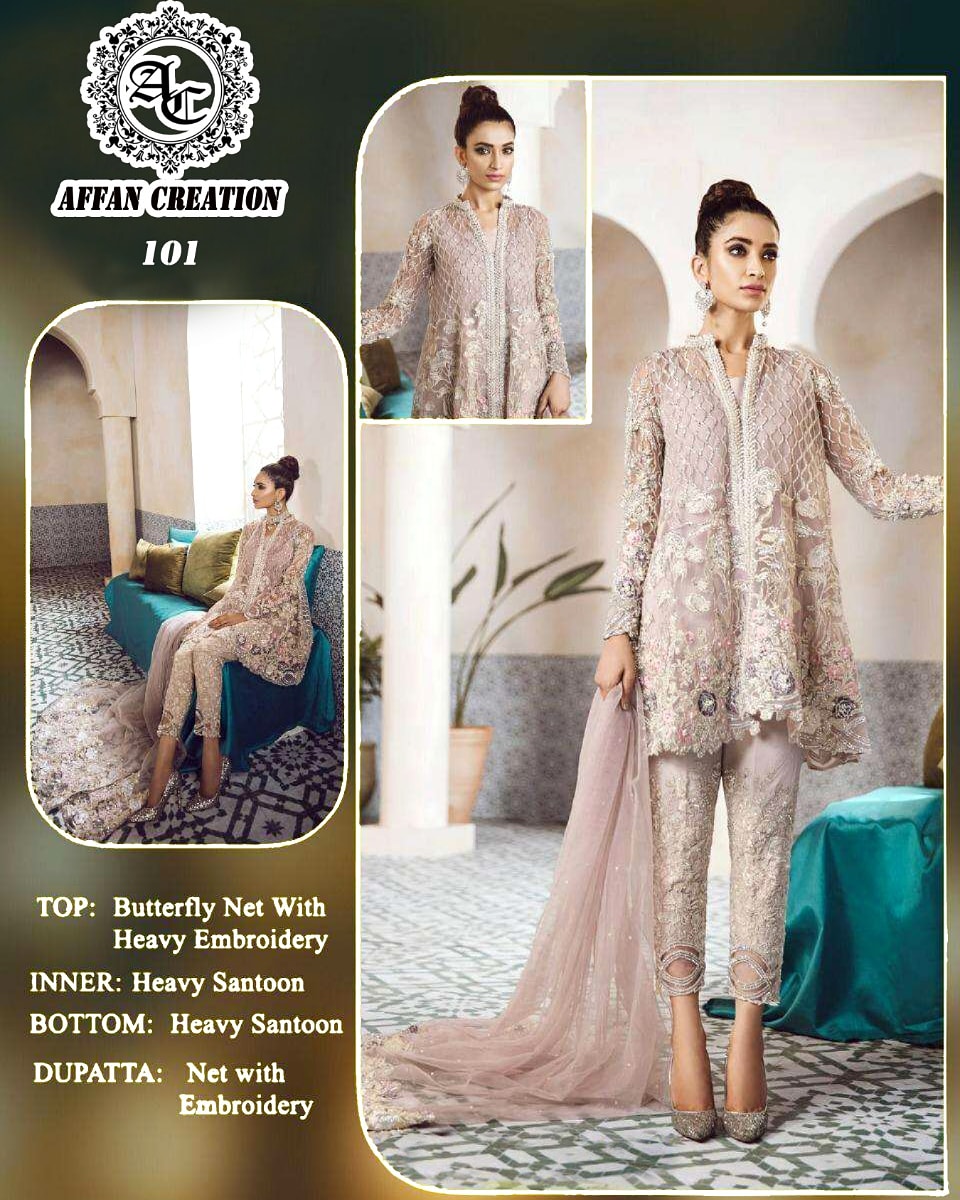 AC
AFFAN CREATION
101
TOP: Butterfly Net With
Heavy Embroidery
INNER: Heavy Santoon
BOTTOM: Heavy Santoon
DUPATTA: Net with
Embroidery